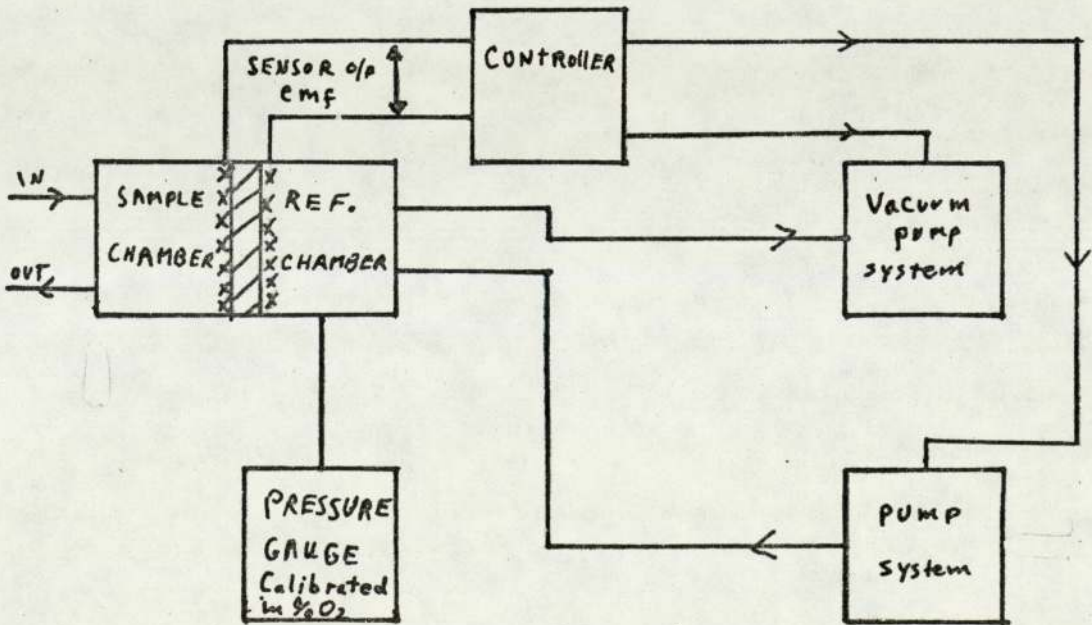 SENSOR o/p
emf
CONTROLLER
IN
OUT
SAMPLE
CHAMBER
REF.
CHAMBER
Vacurm
pump
system
PRESSURE
GAUGE
Calibrated
in % O2
PUMP
system